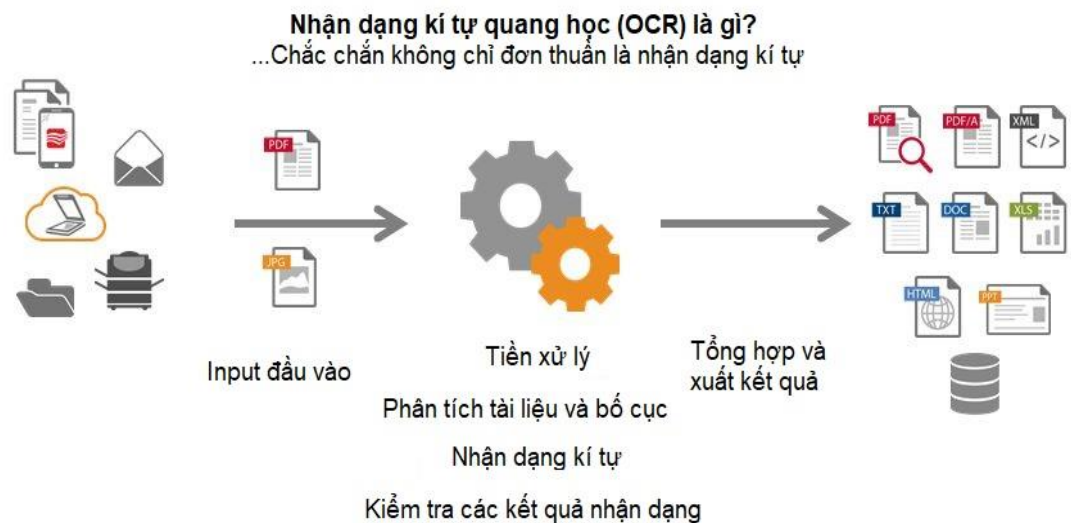 Nhận dạng kí tự quang học (OCR) là gì?
...Chắc chắn không chỉ đơn thuần là nhận dạng kí tự
PDF
JPG
PDF
PDF/A
XML
</>
TXT
DOC
XLS
HTML
PPT
Input đầu vào
Tiền xử lý
Phân tích tài liệu và bố cục
Nhận dạng kí tự
Kiểm tra các kết quả nhận dạng
Tổng hợp và
xuất kết quả